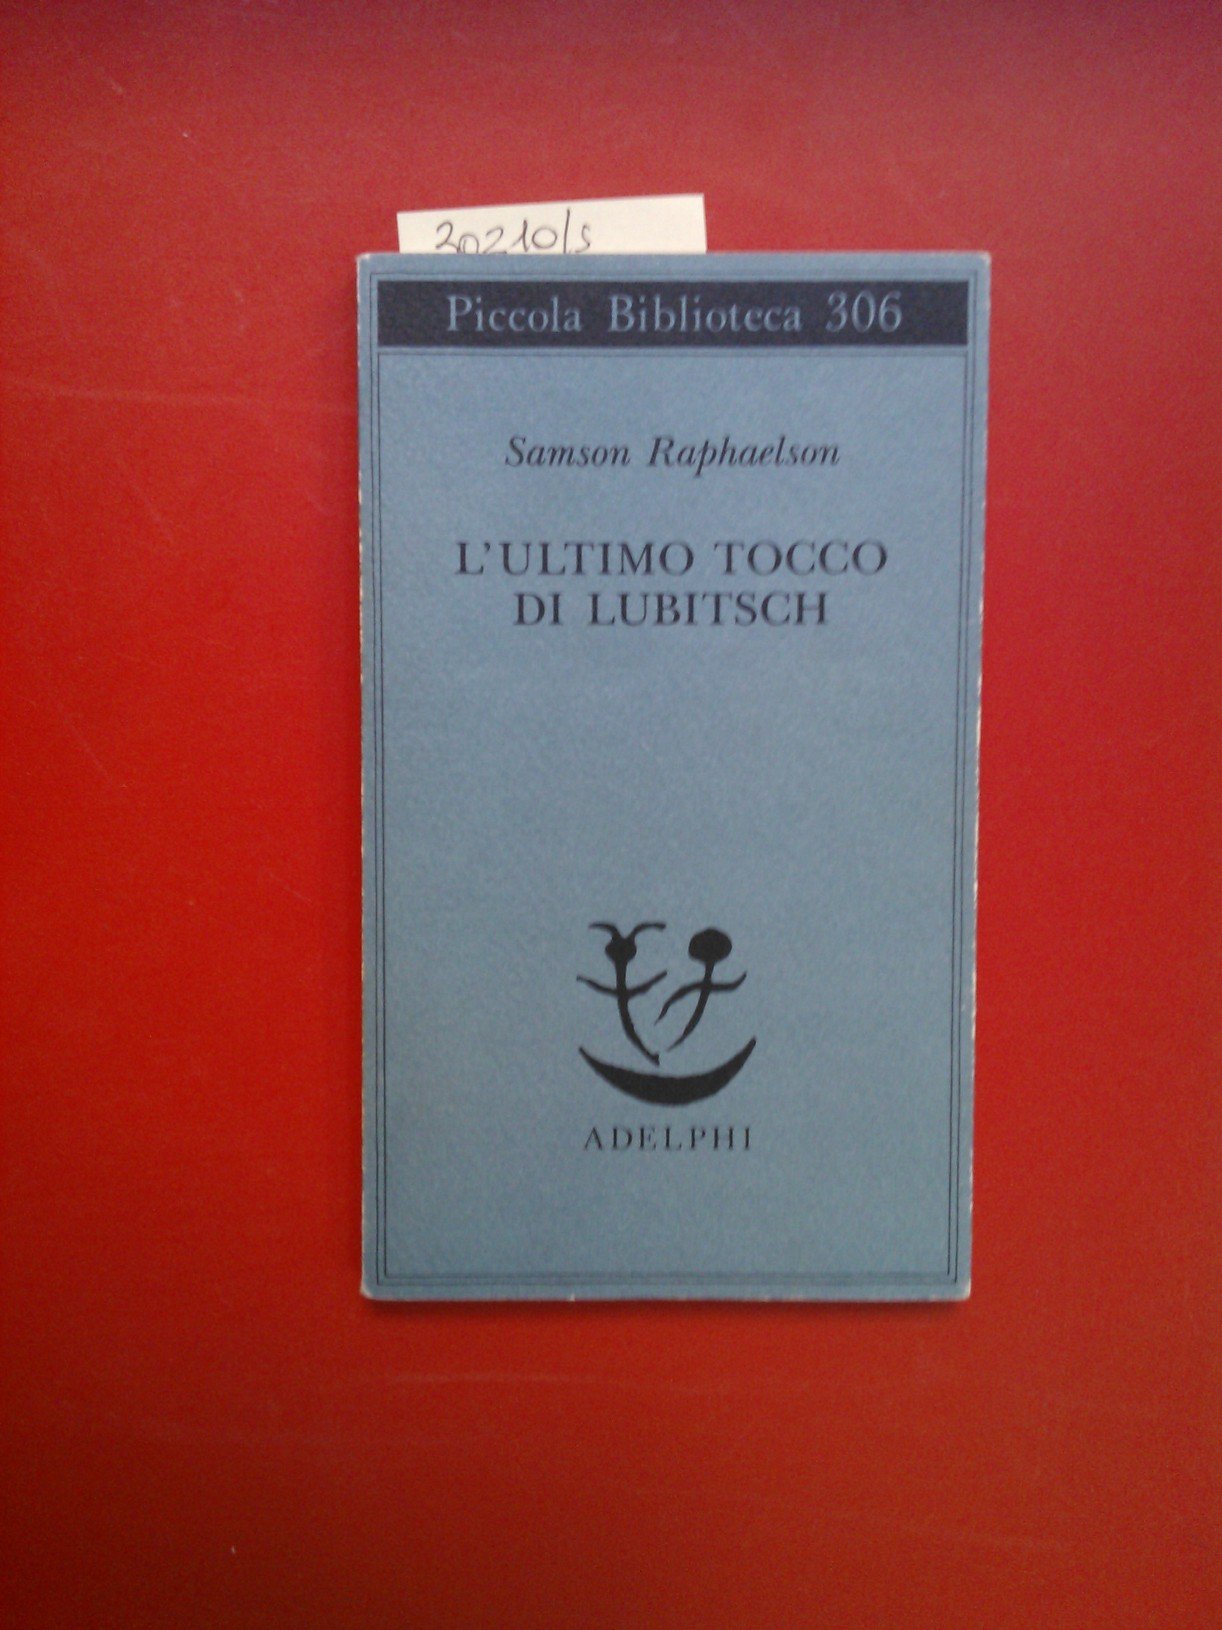 30210/s
Piccola Biblioteca 306
Samson Raphaelson
L'ULTIMO TOCCO
DI LUBITSCH
ADELPHI